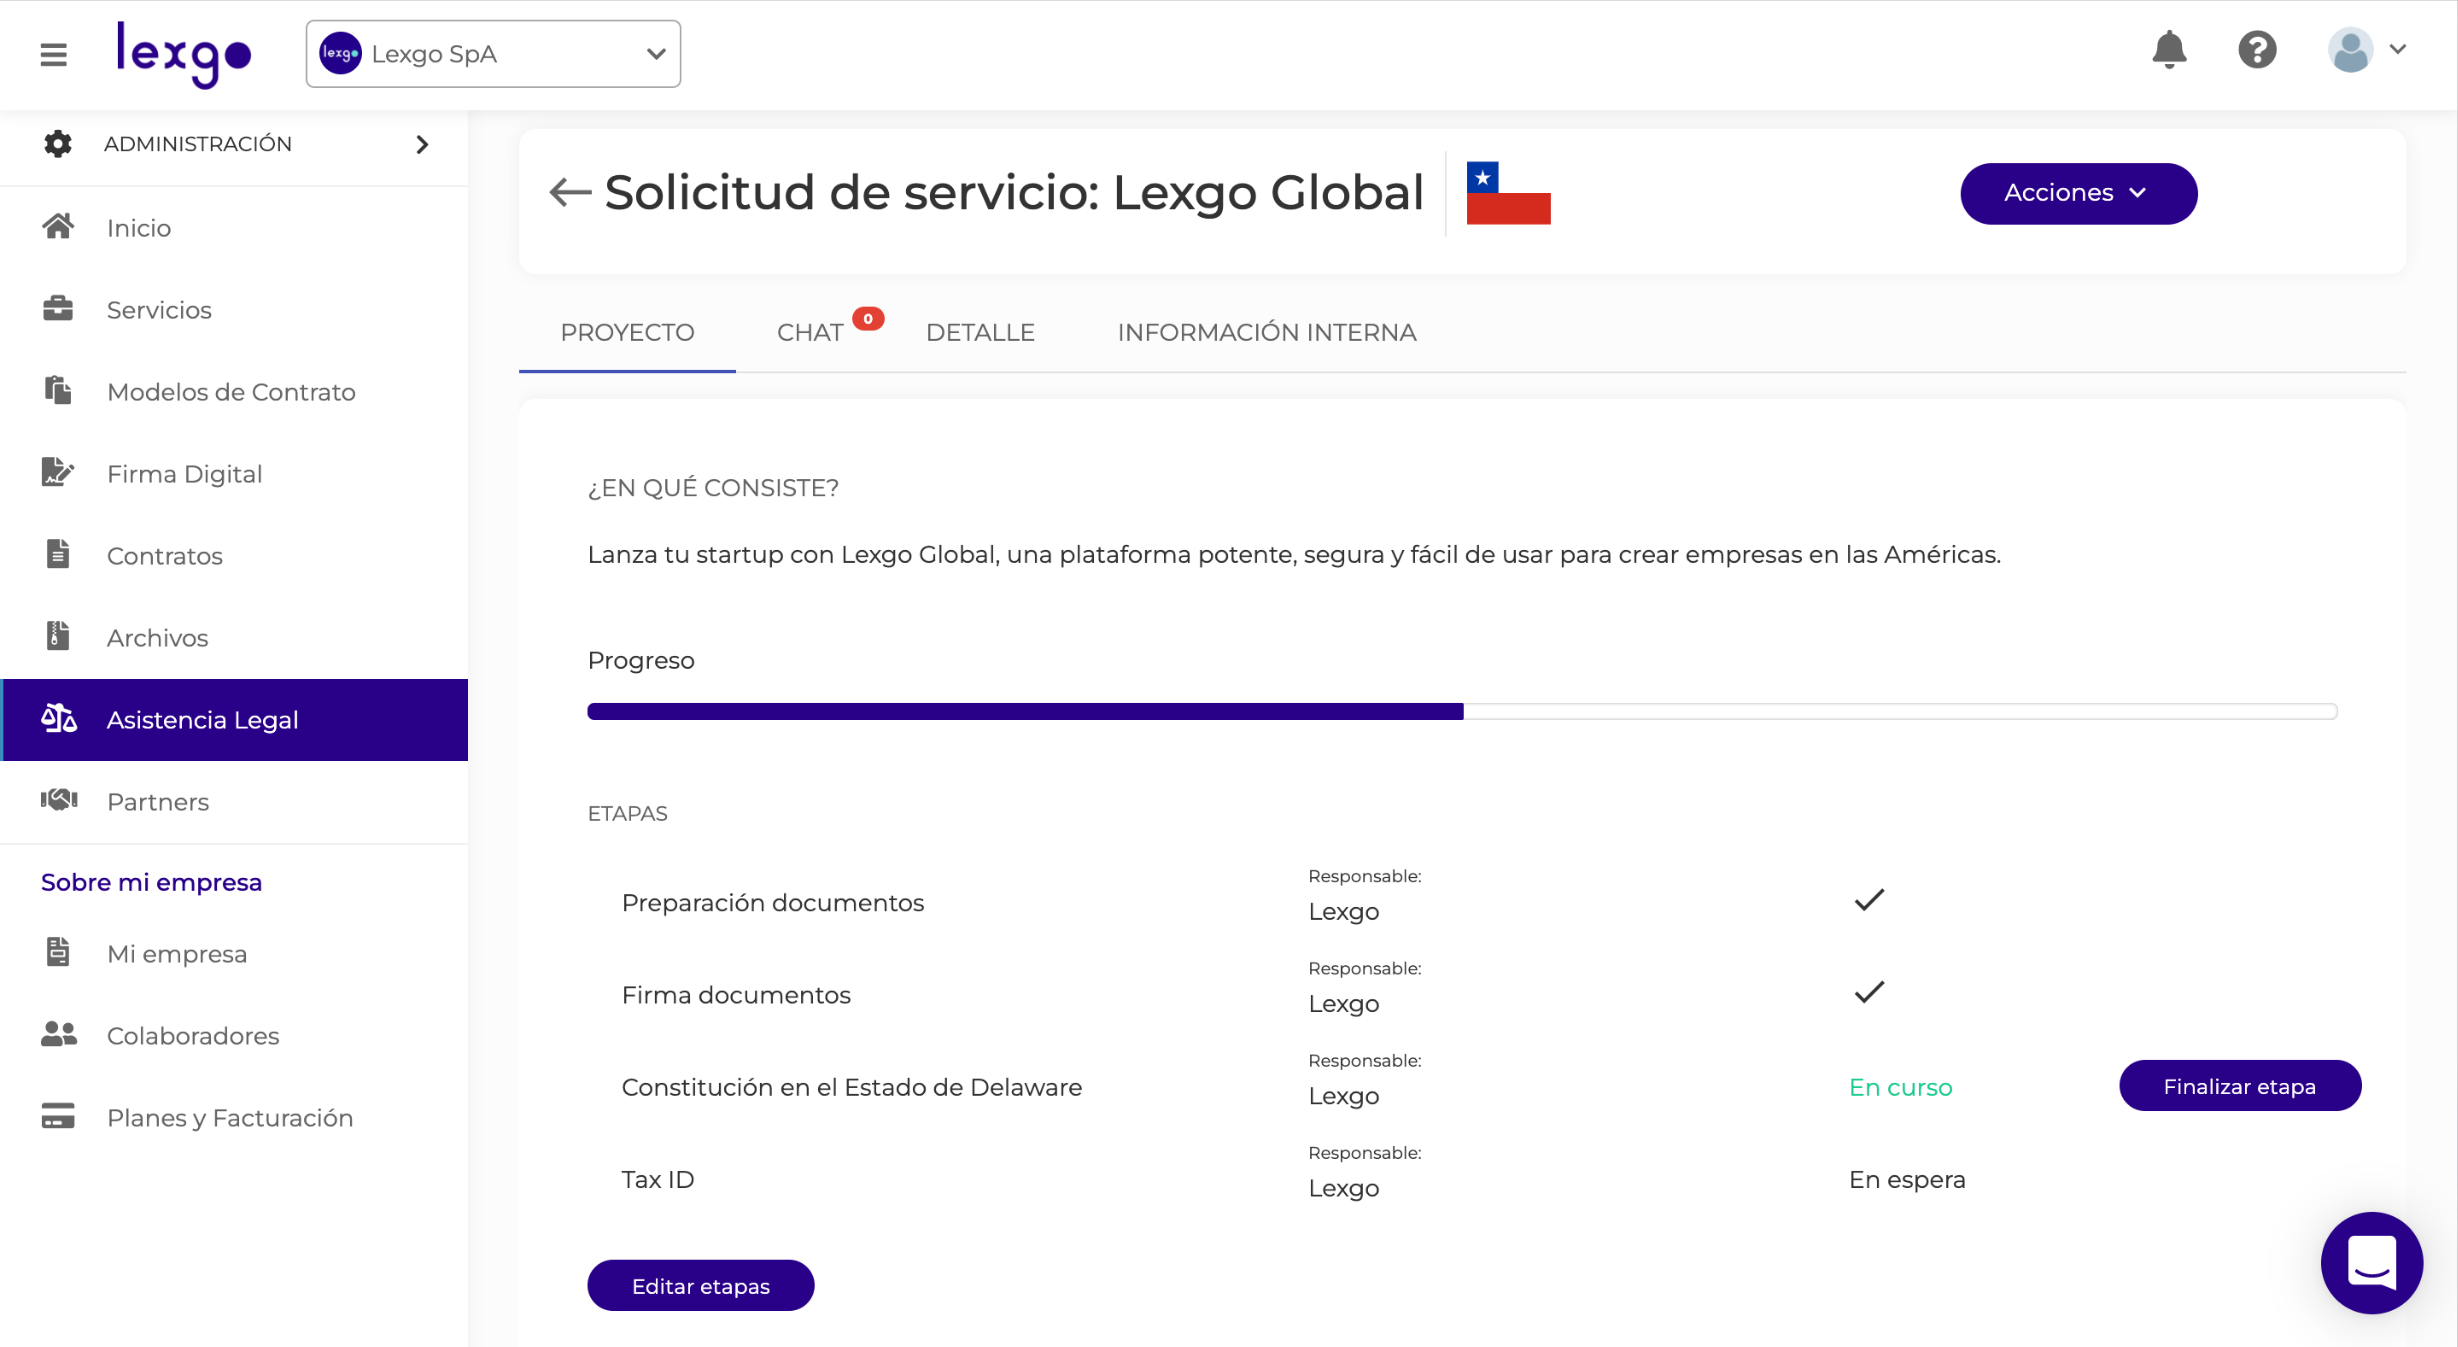 lexgo
lexgo Lexgo SpA
ADMINISTRACIÓN
Inicio
Servicios
Modelos de Contrato
Firma Digital
Contratos
Archivos
Asistencia Legal
Partners
Sobre mi empresa
Mi empresa
Colaboradores
Planes y Facturación
Solicitud de servicio: Lexgo Global
Acciones
PROYECTO CHAT 0 DETALLE INFORMACIÓN INTERNA
¿EN QUÉ CONSISTE?
Lanza tu startup con Lexgo Global, una plataforma potente, segura y fácil de usar para crear empresas en las Américas.
Progreso
ETAPAS
Responsable:
Preparación documentos Lexgo
Responsable:
Firma documentos Lexgo
Responsable:
Constitución en el Estado de Delaware Lexgo En curso Finalizar etapa
Responsable:
Tax ID Lexgo En espera
Editar etapas